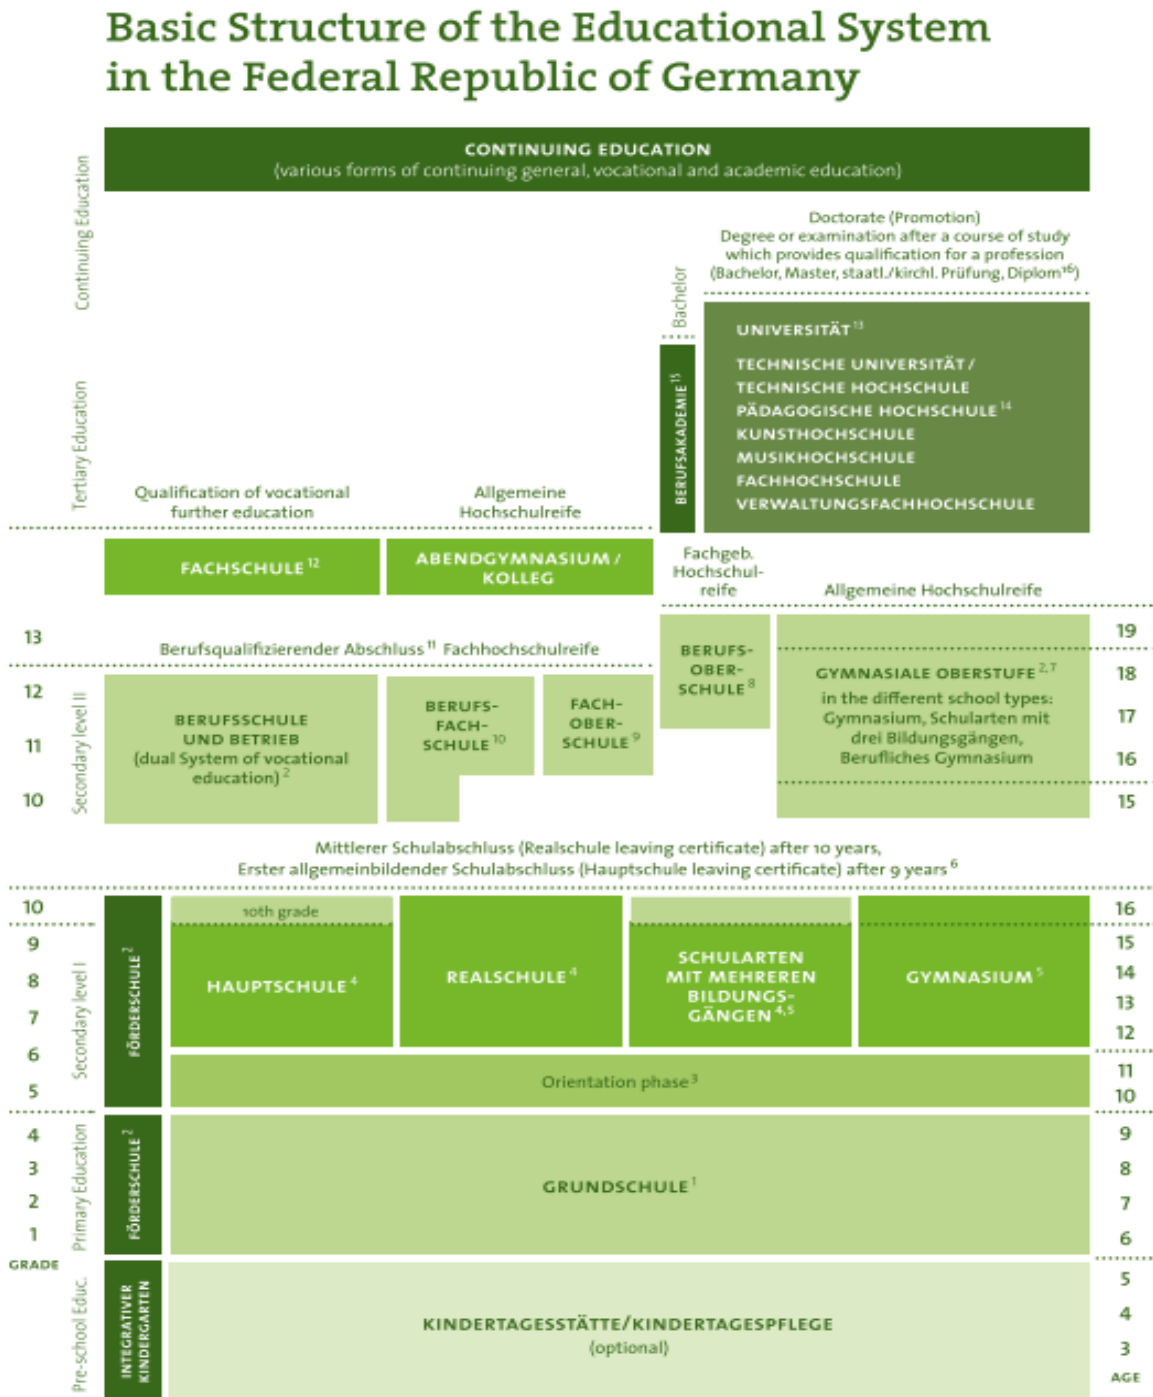 Basic Structure of the Educational System
in the Federal Republic of Germany
Continuing Education
CONTINUING EDUCATION
(various forms of continuing general, vocational and academic education)
Doctorate (Promotion)
Degree or examination after a course of study
which provides qualification for a profession
(Bachelor, Master, staatl./kirchl. Prüfung, Diplom¹⁶)
Bachelor
BERUFSAKADEMIE¹⁵
UNIVERSITÄT¹³
TECHNISCHE UNIVERSITÄT/
TECHNISCHE HOCHSCHULE
PÄDAGOGISCHE HOCHSCHULE¹⁴
KUNSTHOCHSCHULE
MUSIKHOCHSCHULE
FACHHOCHSCHULE
VERWALTUNGSFACHHOCHSCHULE
Tertiary Education
Qualification of vocational
further education
Allgemeine
Hochschulreife
FACHSCHULE¹²
ABENDGYMNASIUM/
KOLLEG
Fachgeb.
Hochschul-
reife
Allgemeine Hochschulreife
13
Berufsqualifizierender Abschluss¹¹ Fachhochschulreife
19
12
11
10
Secondary level II
BERUFSSCHULE
UND BETRIEB
(dual System of vocational
education)²
BERUFS-
FACH-
SCHULE¹⁰
FACH-
OBER-
SCHULE⁹
BERUFS-
OBER-
SCHULE⁸
GYMNASIALE OBERSTUFE²,⁷
in the different school types:
Gymnasium, Schularten mit
drei Bildungsgängen,
Berufliches Gymnasium
18
17
16
15
Mittlerer Schulabschluss (Realschule leaving certificate) after 10 years,
Erster allgemeinbildender Schulabschluss (Hauptschule leaving certificate) after 9 years⁶
10
9
8
7
6
5
Secondary level I
FÖRDERSCHULE²
10th grade
HAUPTSCHULE⁴
REALSCHULE⁴
SCHULARTEN
MIT MEHREREN
BILDUNGS-
GÄNGEN⁴,⁵
GYMNASIUM⁵
16
15
14
13
12
Orientation phase³
11
10
4
3
2
1
GRADE
Primary Education
FÖRDERSCHULE²
GRUNDSCHULE¹
9
8
7
6
Pre-school Educ.
INTEGRATIVER
KINDERGARTEN
KINDERTAGESSTÄTTE/KINDERTAGESPFLEGE
(optional)
5
4
3
AGE